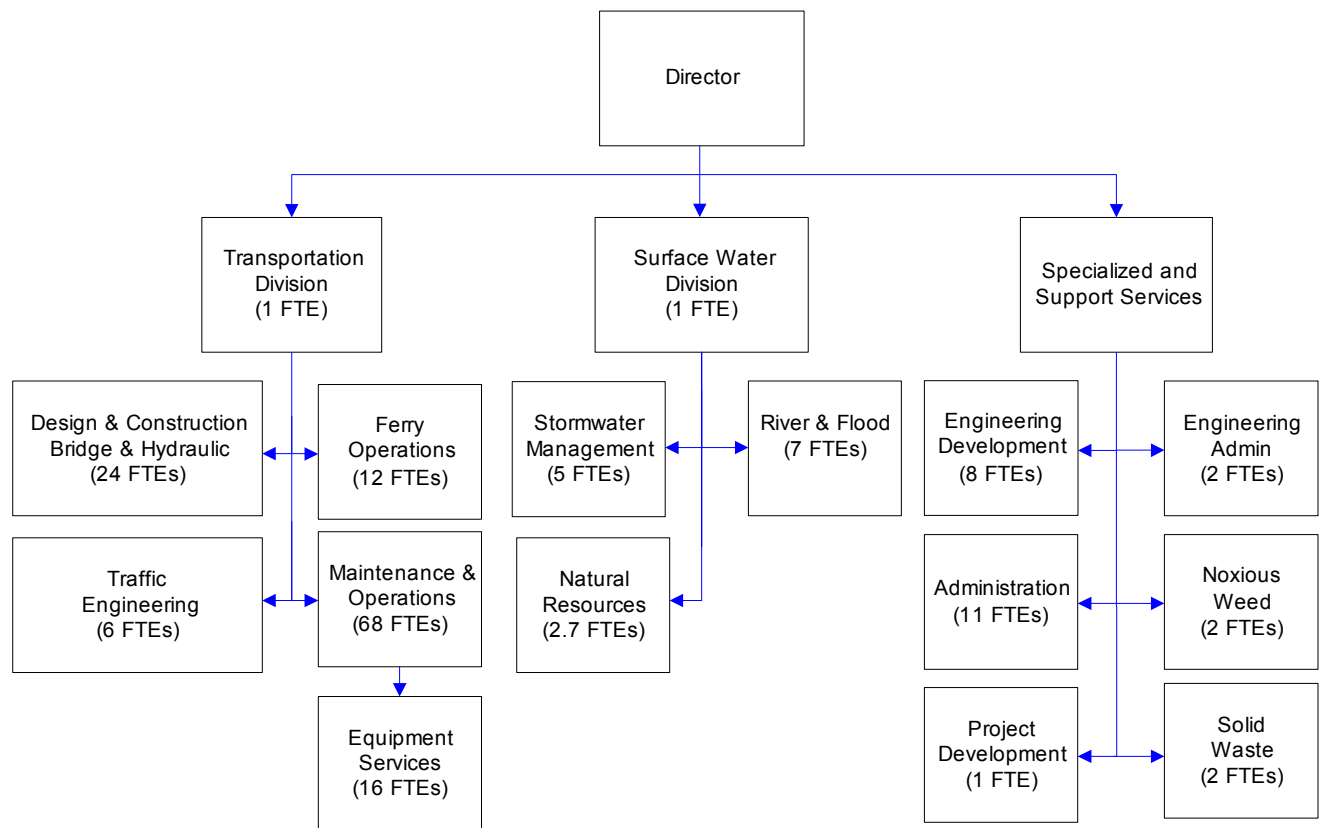 Director
Transportation
Division
(1 FTE)
Surface Water
Division
(1 FTE)
Specialized and
Support Services
Design & Construction
Bridge & Hydraulic
(24 FTEs)
Ferry
Operations
(12 FTEs)
Stormwater
Management
(5 FTEs)
River & Flood
(7 FTEs)
Engineering
Development
(8 FTEs)
Engineering
Admin
(2 FTEs)
Traffic
Engineering
(6 FTEs)
Maintenance &
Operations
(68 FTEs)
Natural
Resources
(2.7 FTEs)
Administration
(11 FTEs)
Noxious
Weed
(2 FTEs)
Equipment
Services
(16 FTEs)
Project
Development
(1 FTE)
Solid
Waste
(2 FTEs)